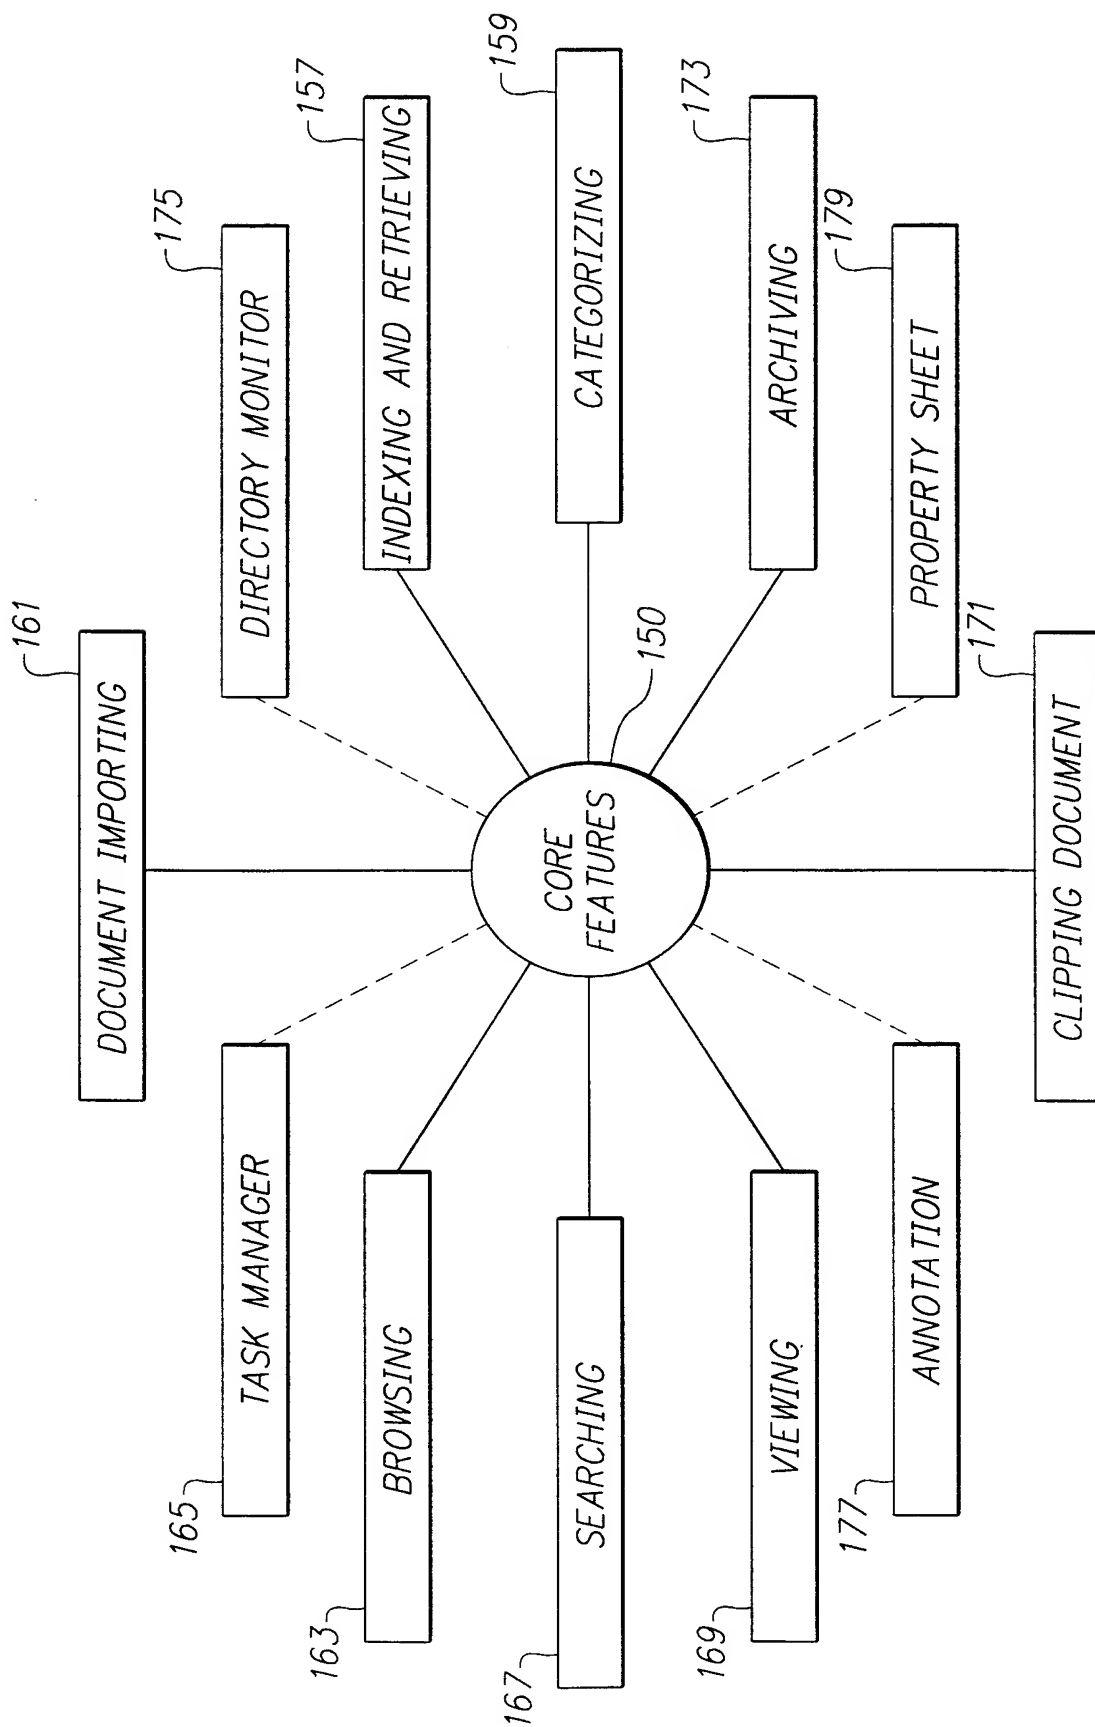 161
DOCUMENT IMPORTING
165
TASK MANAGER
175
DIRECTORY MONITOR
163
BROWSING
157
INDEXING AND RETRIEVING
167
SEARCHING
CORE
FEATURES
150
159
CATEGORIZING
169
VIEWING
173
ARCHIVING
177
ANNOTATION
179
PROPERTY SHEET
171
CLIPPING DOCUMENT